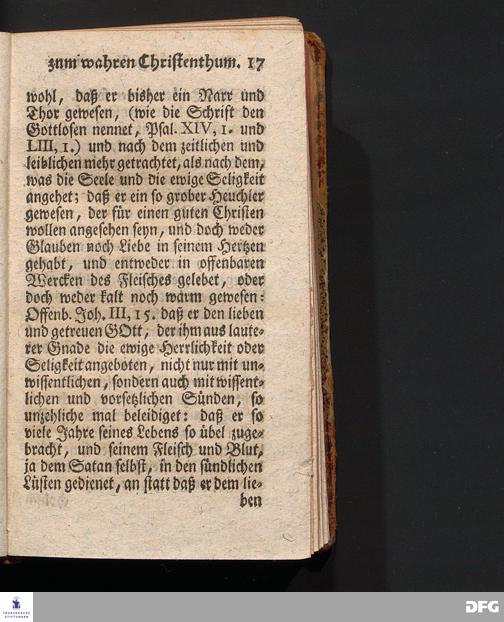 zum wahren Christenthum. 17
wohl, daß er bisher ein Narr und
Thor gewesen, (wie die Schrift den
Gottlosen nennet, Psal. XIV, 1. und
LIII, 1.) und nach dem zeitlichen und
leiblichen mehr getrachtet, als nach dem,
was die Seele und die ewige Seligkeit
angehet; daß er ein so grober Heuchler
gewesen, der für einen guten Christen
wollen angesehen seyn, und doch weder
Glauben noch Liebe in seinem Hertzen
gehabt, und entweder in offenbaren
Wercken des Fleisches gelebet, oder
doch weder kalt noch warm gewesen:
Offenb. Joh. III, 15. daß er den lieben
und getreuen GOtt, der ihm aus laute-
rer Gnade die ewige Herrlichkeit oder
Seligkeit angeboten, nicht nur mit un-
wissentlichen, sondern auch mit wissent-
lichen und vorsetzlichen Sünden, so
unzehliche mal beleidiget: daß er so
viele Jahre seines Lebens so übel zuge-
bracht, und seinem Fleisch und Blut,
ja dem Satan selbst, in den sündlichen
Lüsten gedienet, an statt daß er dem lie-
ben
FRANCKESCHE
STIFTUNGEN
DFG